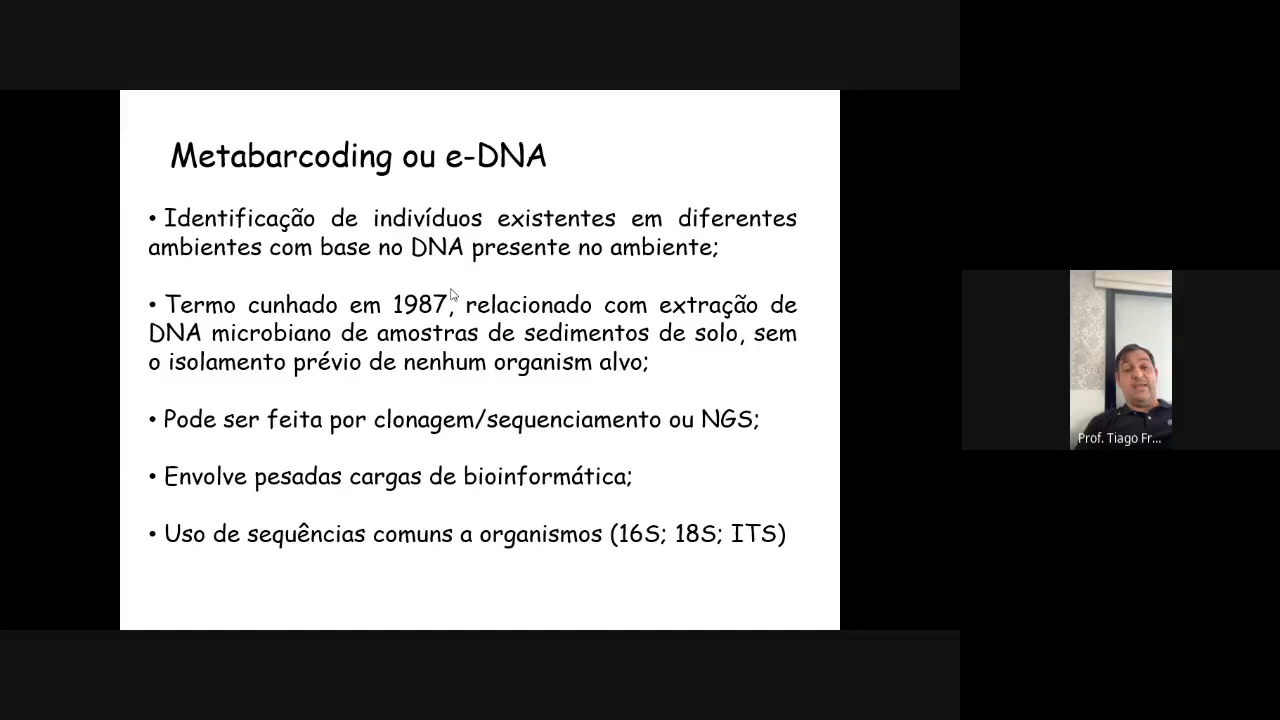 Metabarcoding ou e-DNA
• Identificação de indivíduos existentes em diferentes
ambientes com base no DNA presente no ambiente;
• Termo cunhado em 1987, relacionado com extração de
DNA microbiano de amostras de sedimentos de solo, sem
o isolamento prévio de nenhum organism alvo;
• Pode ser feita por clonagem/sequenciamento ou NGS;
• Envolve pesadas cargas de bioinformática;
• Uso de sequências comuns a organismos (16S; 18S; ITS)
Prof. Tiago Fr...